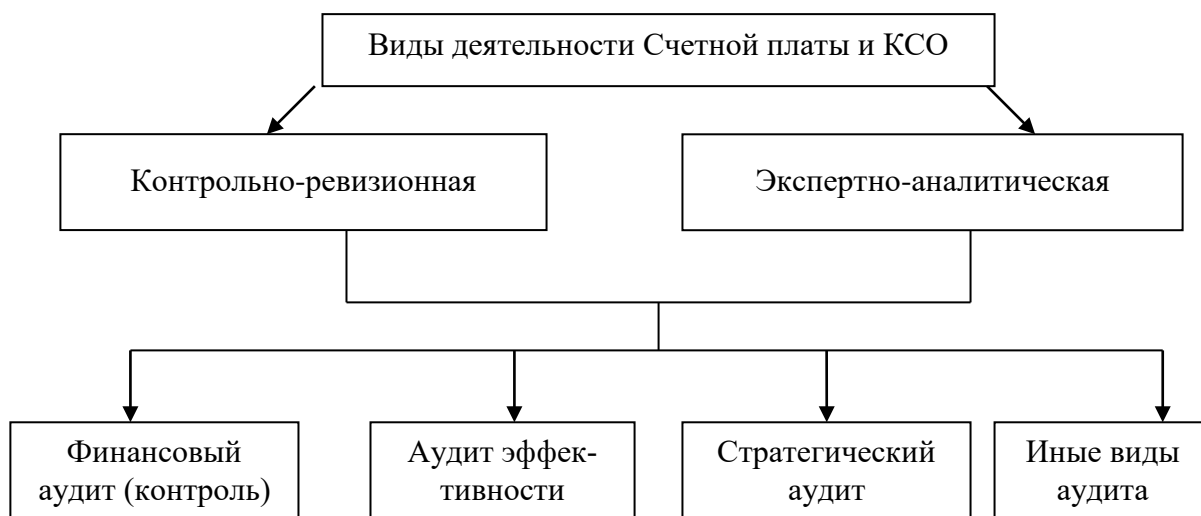 Виды деятельности Счетной платы и КСО
Контрольно-ревизионная
Экспертно-аналитическая
Финансовый
аудит (контроль)
Аудит эффек-
тивности
Стратегический
аудит
Иные виды
аудита